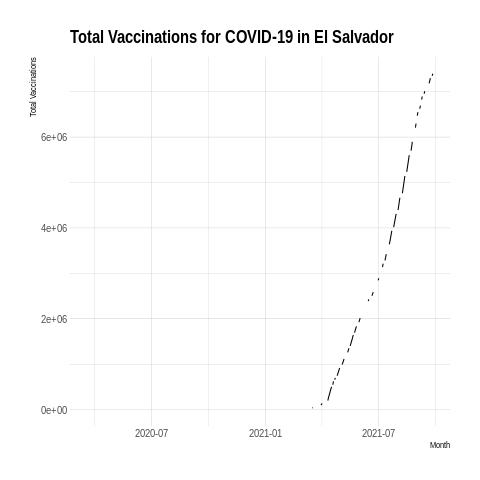 Total Vaccinations for COVID-19 in El Salvador
Total Vaccinations
6e+06
4e+06
2e+06
0e+00
2020-07
2021-01
2021-07
Month